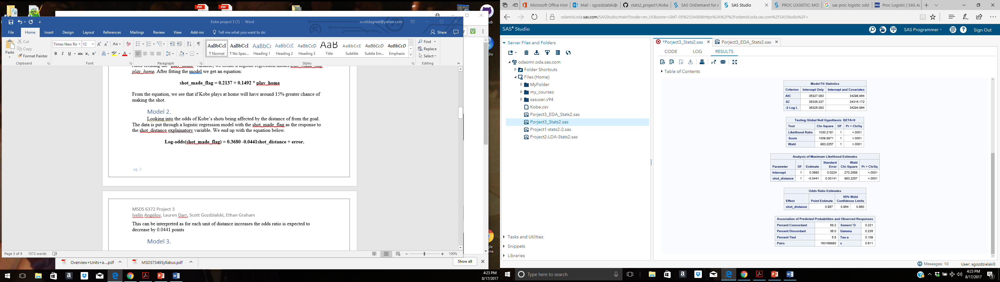 Kobe project 3 (1) - Word
scottdagreat@yahoo.com
File Home Insert Design Layout References Mailings Review View Add-ins Tell me what you want to do Share
Cut
Copy
Format Painter
Paste
Clipboard
Times New Ro 12
Font
Paragraph
AaBbCcI AaBbCcI AaBbCc AaBbCcE AaBbCcD AaB AaBbCcD AaBbCcD AaBbCcD
¶ Normal ¶ No Spac... Heading 1 Heading 2 Heading 3 Title Subtitle Subtle Em... Emphasis
Styles
Find
Replace
Select
Editing
After creating the "play_home" variable, we create a logistic regression model shot_made_flag
play_home. After fitting the model we get an equation:
shot_made_flag = 0.2137 + 0.1492 * play_home
From the equation, we see that if Kobe plays at home will have around 15% greater chance of
making the shot.
Model 2.
Looking into the odds of Kobe's shots being affected by the distance of from the goal.
The data is put through a logistic regression model with the shot_made_flag as the response to
the shot_distance explainatory variable. We end up with the equation below.
Log-odds(shot_made_flag) = 0.3680 -0.0441shot_distance + error.
pg. 2
MSDS 6372 Project 3
Ivelin Angelov, Lauren Darr, Scott Gozdzialski, Ethan Graham
This can be interpreted as for each unit of distance increases the odds ratio is expected to
decrease by 0.0441 points
Model 3.
Page 3 of 8 1572 words
100%
Overview+Units+a....pdf MSDS7349Syllabus.pdf Show all
4:23 PM
8/17/2017
Microsoft Office Hon Mail - sgozdzialski@ stats2_project1/Kobe SAS OnDemand for A SAS Studio PROC LOGISTIC: MOI sas proc logistic odd Proc Logistic | SAS A
odamid.oda.sas.com/SASStudio/main?locale=en_US&zone=GMT-05%253A00&https%3A%2F%2Fodamid.oda.sas.com%2FSASStudio%2F=
SAS® Studio
SAS Programmer Sign Out
Server Files and Folders
odaomr.oda.sas.com
Folder Shortcuts
Files (Home)
MyFolder
my_courses
sasuser.v94
Kobe.csv
Porject3_EDA_Stats2.sas
Porject3_Stats2.sas
Project1-stats2-2.sas
Project2-LDA-Stats2.sas
Tasks and Utilities
Snippets
Libraries
*Porject3_Stats2.sas Porject3_EDA_Stats2.sas
CODE LOG RESULTS
Table of Contents
Model Fit Statistics
Criterion Intercept Only Intercept and Covariates
AIC 35327.083 34298.864
SC 35335.237 34315.172
-2 Log L 35325.083 34294.864
Testing Global Null Hypothesis: BETA=0
Test Chi-Square DF Pr > ChiSq
Likelihood Ratio 1030.2191 1 <.0001
Score 1009.8871 1 <.0001
Wald 983.2257 1 <.0001
Analysis of Maximum Likelihood Estimates
Parameter DF Estimate Standard Error Wald Chi-Square Pr > ChiSq
Intercept 1 0.3680 0.0224 270.2588 <.0001
shot_distance 1 -0.0441 0.00141 983.2257 <.0001
Odds Ratio Estimates
Effect Point Estimate 95% Wald Confidence Limits
shot_distance 0.957 0.954 0.960
Association of Predicted Probabilities and Observed Responses
Percent Concordant 58.2 Somers' D 0.221
Percent Discordant 36.0 Gamma 0.235
Percent Tied 5.8 Tau-a 0.109
Pairs 163169880 c 0.611
Messages: 10 User: sgozdzialski0
Type here to search
4:23 PM
8/17/2017